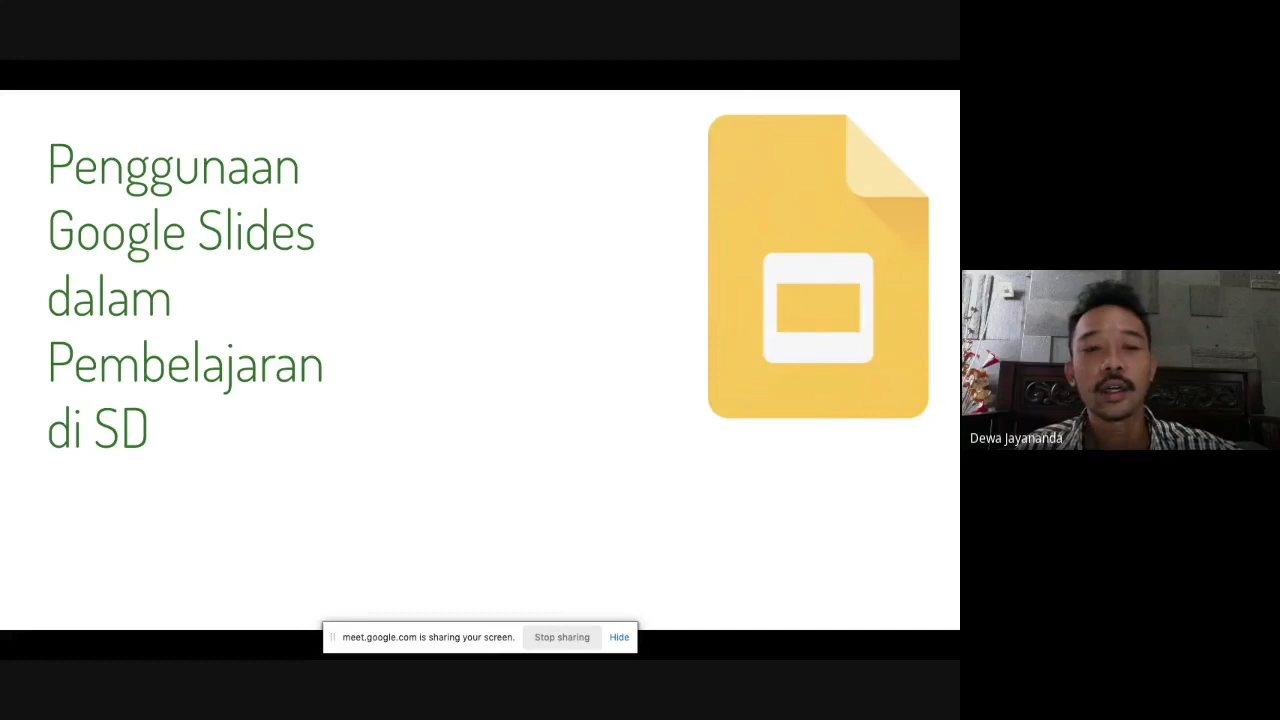 Penggunaan
Google Slides
dalam
Pembelajaran
di SD
Dewa Jayananda
meet.google.com is sharing your screen. Stop sharing Hide